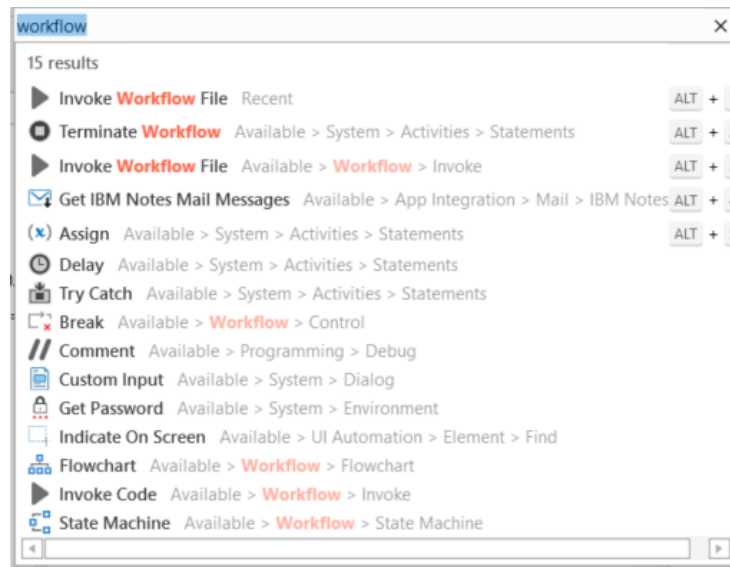 workflow
15 results
Invoke Workflow File Recent ALT +
Terminate Workflow Available > System > Activities > Statements ALT +
Invoke Workflow File Available > Workflow > Invoke ALT +
Get IBM Notes Mail Messages Available > App Integration > Mail > IBM Notes ALT +
(x) Assign Available > System > Activities > Statements ALT +
Delay Available > System > Activities > Statements
Try Catch Available > System > Activities > Statements
Break Available > Workflow > Control
// Comment Available > Programming > Debug
Custom Input Available > System > Dialog
Get Password Available > System > Environment
Indicate On Screen Available > UI Automation > Element > Find
Flowchart Available > Workflow > Flowchart
Invoke Code Available > Workflow > Invoke
State Machine Available > Workflow > State Machine